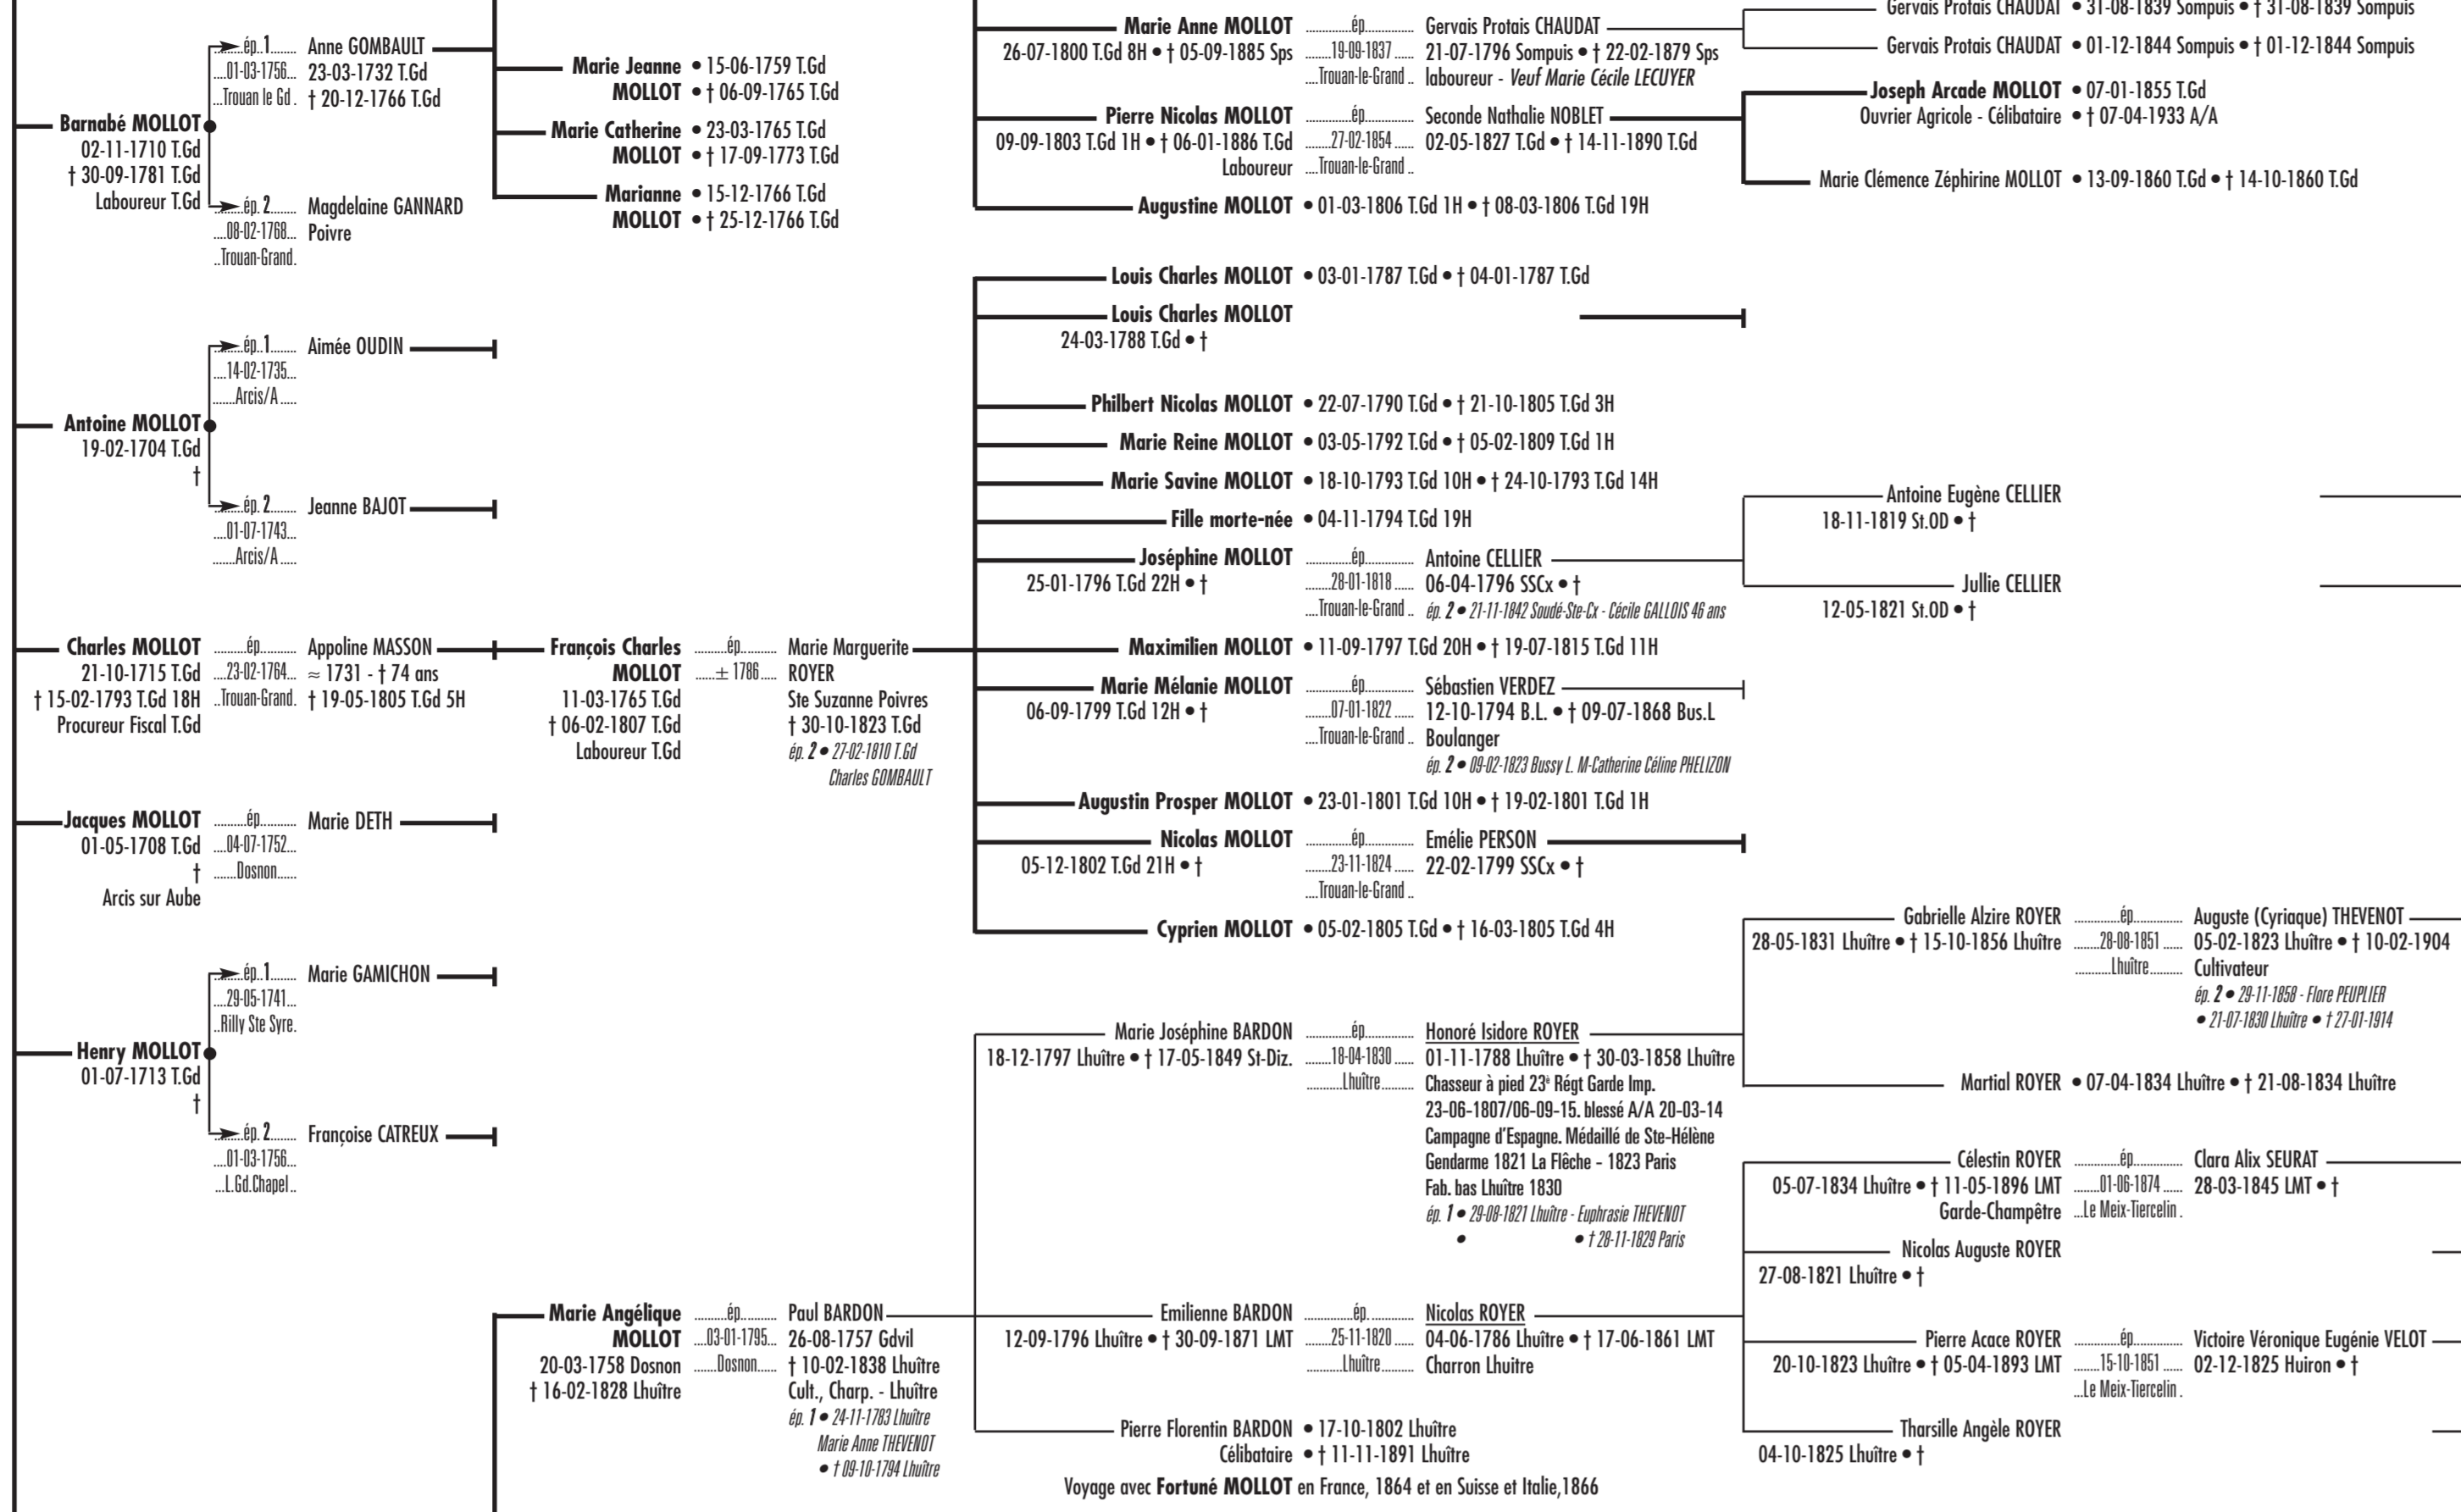 Barnabé MOLLOT
02-11-1710 T.Gd
† 30-09-1781 T.Gd
Laboureur T.Gd
ép. 1
01-03-1756
Trouan le Gd.
Anne GOMBAULT
23-03-1732 T.Gd
† 20-12-1766 T.Gd
ép. 2
08-02-1768
Trouan-Grand.
Magdelaine GANNARD
Poivre
Marie Jeanne • 15-06-1759 T.Gd
MOLLOT • † 06-09-1765 T.Gd
Marie Catherine • 23-03-1765 T.Gd
MOLLOT • † 17-09-1773 T.Gd
Marianne • 15-12-1766 T.Gd
MOLLOT • † 25-12-1766 T.Gd
Marie Anne MOLLOT
26-07-1800 T.Gd 8H • † 05-09-1885 Sps
ép.
19-09-1837
Trouan-le-Grand
Gervais Protais CHAUDAT
21-07-1796 Sompuis • † 22-02-1879 Sps
laboureur - Veuf Marie Cécile LECUYER
Gervais Protais CHAUDAT • 31-08-1839 Sompuis • † 31-08-1839 Sompuis
Gervais Protais CHAUDAT • 01-12-1844 Sompuis • † 01-12-1844 Sompuis
Pierre Nicolas MOLLOT
09-09-1803 T.Gd 1H • † 06-01-1886 T.Gd
Laboureur
ép.
27-02-1854
Trouan-le-Grand
Seconde Nathalie NOBLET
02-05-1827 T.Gd • † 14-11-1890 T.Gd
Joseph Arcade MOLLOT • 07-01-1855 T.Gd
Ouvrier Agricole - Célibataire • † 07-04-1933 A/A
Marie Clémence Zéphirine MOLLOT • 13-09-1860 T.Gd • † 14-10-1860 T.Gd
Augustine MOLLOT • 01-03-1806 T.Gd 1H • † 08-03-1806 T.Gd 19H
Antoine MOLLOT
19-02-1704 T.Gd
†
ép. 1
14-02-1735
Arcis/A
Aimée OUDIN
ép. 2
01-07-1743
Arcis/A
Jeanne BAJOT
Charles MOLLOT
21-10-1715 T.Gd
† 15-02-1793 T.Gd 18H
Procureur Fiscal T.Gd
ép.
23-02-1764
Trouan-Grand.
Appoline MASSON
≈ 1731 - † 74 ans
† 19-05-1805 T.Gd 5H
François Charles
MOLLOT
11-03-1765 T.Gd
† 06-02-1807 T.Gd
Laboureur T.Gd
ép.
± 1786
Marie Marguerite
ROYER
Ste Suzanne Poivres
† 30-10-1823 T.Gd
ép. 2 • 27-02-1810 T.Gd
Charles GOMBAULT
Louis Charles MOLLOT • 03-01-1787 T.Gd • † 04-01-1787 T.Gd
Louis Charles MOLLOT
24-03-1788 T.Gd • †
Philbert Nicolas MOLLOT • 22-07-1790 T.Gd • † 21-10-1805 T.Gd 3H
Marie Reine MOLLOT • 03-05-1792 T.Gd • † 05-02-1809 T.Gd 1H
Marie Savine MOLLOT • 18-10-1793 T.Gd 10H • † 24-10-1793 T.Gd 14H
Fille morte-née • 04-11-1794 T.Gd 19H
Joséphine MOLLOT
25-01-1796 T.Gd 22H • †
ép.
28-01-1818
Trouan-le-Grand
Antoine CELLIER
06-04-1796 SSCx • †
ép. 2 • 21-11-1842 Soudé-Ste-Cx - Cécile GALLOIS 46 ans
Antoine Eugène CELLIER
18-11-1819 St.OD • †
Jullie CELLIER
12-05-1821 St.OD • †
Maximilien MOLLOT • 11-09-1797 T.Gd 20H • † 19-07-1815 T.Gd 11H
Marie Mélanie MOLLOT
06-09-1799 T.Gd 12H • †
ép.
07-01-1822
Trouan-le-Grand
Sébastien VERDEZ
12-10-1794 B.L. • † 09-07-1868 Bus.L
Boulanger
ép. 2 • 09-02-1823 Bussy L. M-Catherine Céline PHELIZON
Augustin Prosper MOLLOT • 23-01-1801 T.Gd 10H • † 19-02-1801 T.Gd 1H
Nicolas MOLLOT
05-12-1802 T.Gd 21H • †
ép.
23-11-1824
Trouan-le-Grand
Emélie PERSON
22-02-1799 SSCx • †
Cyprien MOLLOT • 05-02-1805 T.Gd • † 16-03-1805 T.Gd 4H
Jacques MOLLOT
01-05-1708 T.Gd
†
Arcis sur Aube
ép.
04-07-1752
Dosnon
Marie DETH
Henry MOLLOT
01-07-1713 T.Gd
†
ép. 1
29-05-1741
Rilly Ste Syre.
Marie GAMICHON
ép. 2
01-03-1756
L.Gd.Chapel
Françoise CATREUX
Marie Angélique
MOLLOT
20-03-1758 Dosnon
† 16-02-1828 Lhuître
ép.
03-01-1795
Dosnon
Paul BARDON
26-08-1757 Gdvil
† 10-02-1838 Lhuître
Cult., Charp. - Lhuître
ép. 1 • 24-11-1783 Lhuître
Marie Anne THEVENOT
• † 09-10-1794 Lhuître
Marie Joséphine BARDON
18-12-1797 Lhuître • † 17-05-1849 St-Diz.
ép.
18-04-1830
Lhuître
Honoré Isidore ROYER
01-11-1788 Lhuître • † 30-03-1858 Lhuître
Chasseur à pied 23è Régt Garde Imp.
23-06-1807/06-09-15. blessé A/A 20-03-14
Campagne d'Espagne. Médaillé de Ste-Hélène
Gendarme 1821 La Flêche - 1823 Paris
Fab. bas Lhuître 1830
ép. 1 • 29-08-1821 Lhuître - Euphrasie THEVENOT
• • † 28-11-1829 Paris
Gabrielle Alzire ROYER
28-05-1831 Lhuître • † 15-10-1856 Lhuître
ép.
28-08-1851
Lhuître
Auguste (Cyriaque) THEVENOT
05-02-1823 Lhuître • † 10-02-1904
Cultivateur
ép. 2 • 29-11-1858 - Flore PEUPLIER
• 21-07-1830 Lhuître • † 27-01-1914
Martial ROYER • 07-04-1834 Lhuître • † 21-08-1834 Lhuître
Emilienne BARDON
12-09-1796 Lhuître • † 30-09-1871 LMT
ép.
25-11-1820
Lhuître
Nicolas ROYER
04-06-1786 Lhuître • † 17-06-1861 LMT
Charron Lhuitre
Célestin ROYER
05-07-1834 Lhuître • † 11-05-1896 LMT
Garde-Champêtre
ép.
01-06-1874
Le Meix-Tiercelin
Clara Alix SEURAT
28-03-1845 LMT • †
Nicolas Auguste ROYER
27-08-1821 Lhuître • †
Pierre Acace ROYER
20-10-1823 Lhuître • † 05-04-1893 LMT
ép.
15-10-1851
Le Meix-Tiercelin
Victoire Véronique Eugénie VELOT
02-12-1825 Huiron • †
Tharsille Angèle ROYER
04-10-1825 Lhuître • †
Pierre Florentin BARDON • 17-10-1802 Lhuître
Célibataire • † 11-11-1891 Lhuître
Voyage avec Fortuné MOLLOT en France, 1864 et en Suisse et Italie,1866